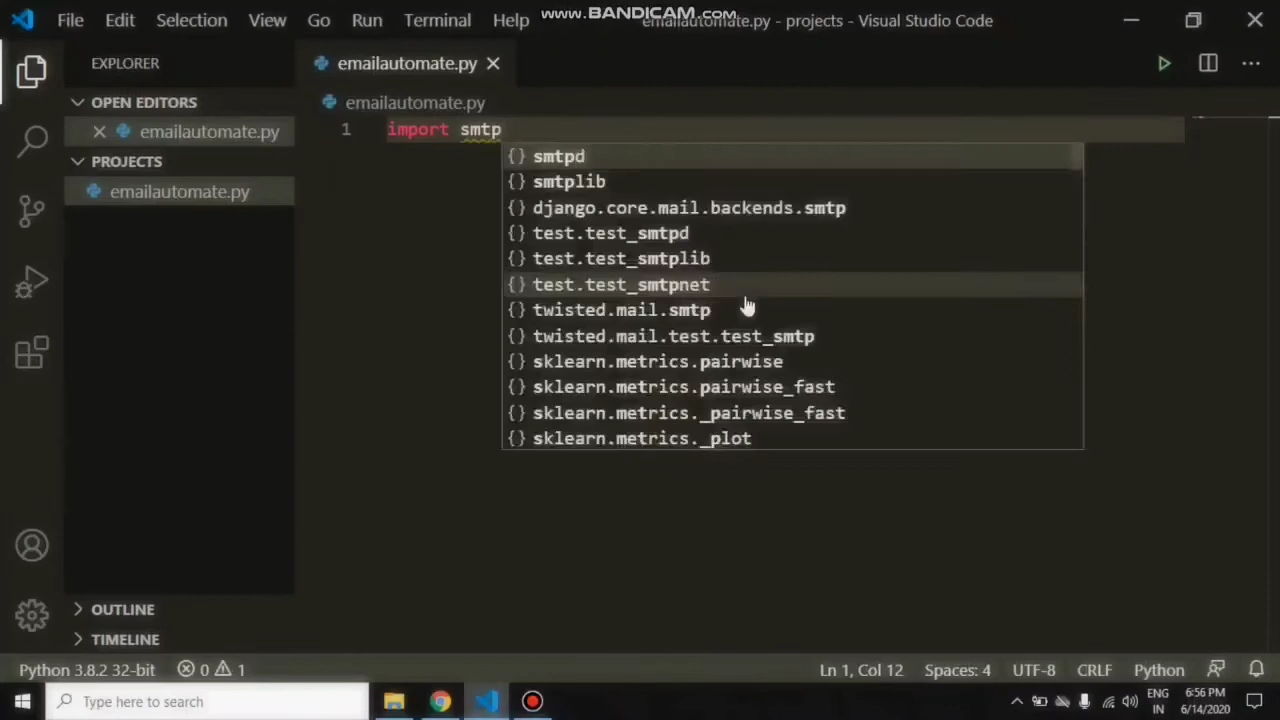 File Edit Selection View Go Run Terminal Help
www.BANDICAM.com
emailautomate.py - projects - Visual Studio Code
EXPLORER
emailautomate.py
OPEN EDITORS
emailautomate.py
PROJECTS
emailautomate.py
emailautomate.py
1 import smtp
smtpd
smtplib
django.core.mail.backends.smtp
test.test_smtpd
test.test_smtplib
test.test_smtpnet
twisted.mail.smtp
twisted.mail.test.test_smtp
sklearn.metrics.pairwise
sklearn.metrics.pairwise_fast
sklearn.metrics._pairwise_fast
sklearn.metrics._plot
OUTLINE
TIMELINE
Python 3.8.2 32-bit 0 1 Ln 1, Col 12 Spaces: 4 UTF-8 CRLF Python
Type here to search
ENG
IN
6:56 PM
6/14/2020